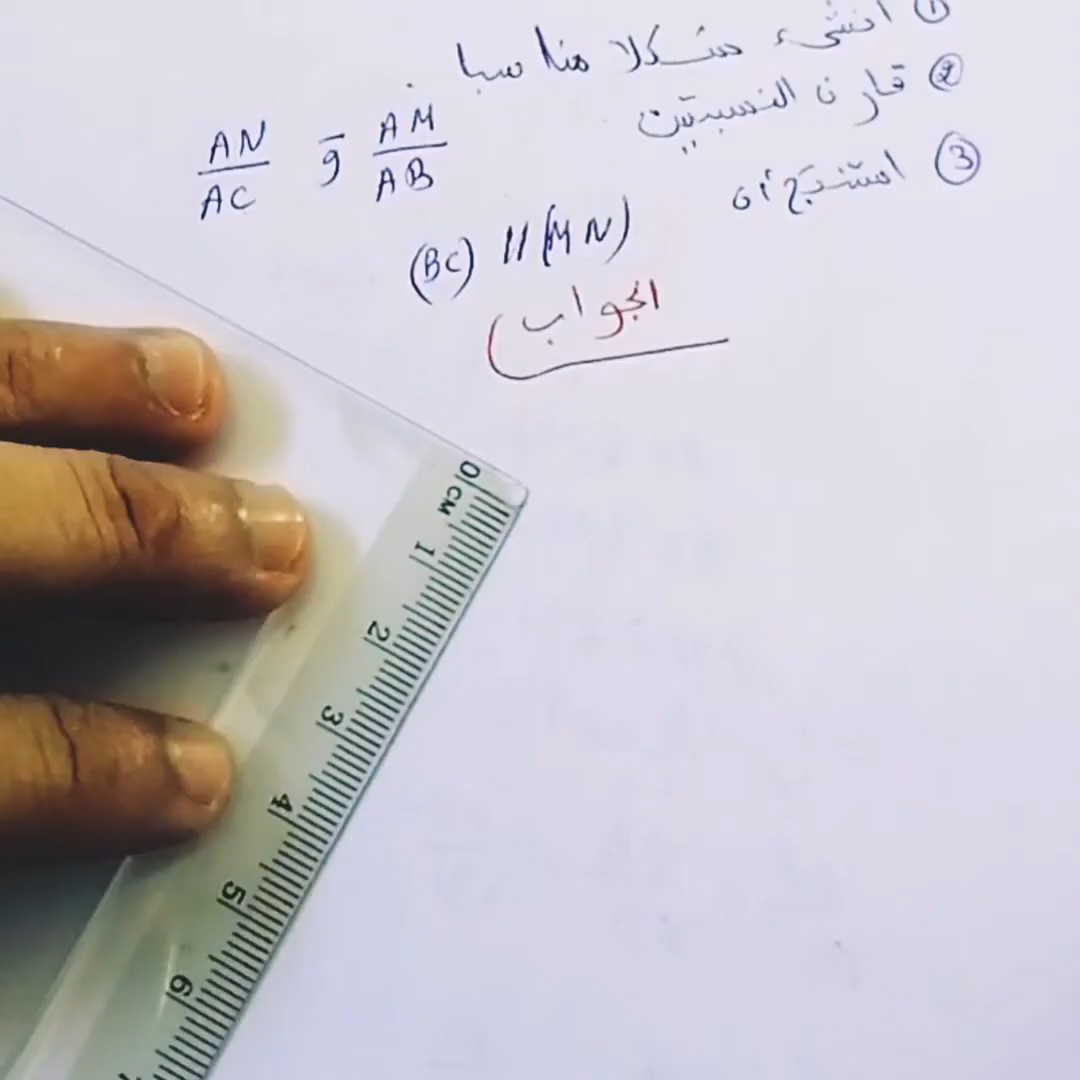 ① انشىء شكلا مناسبا .
② قارن النسبتين AM/AB و AN/AC
③ استنتج أن (BC) // (MN)
الجواب
0 CM 1 2 3 4 5 6